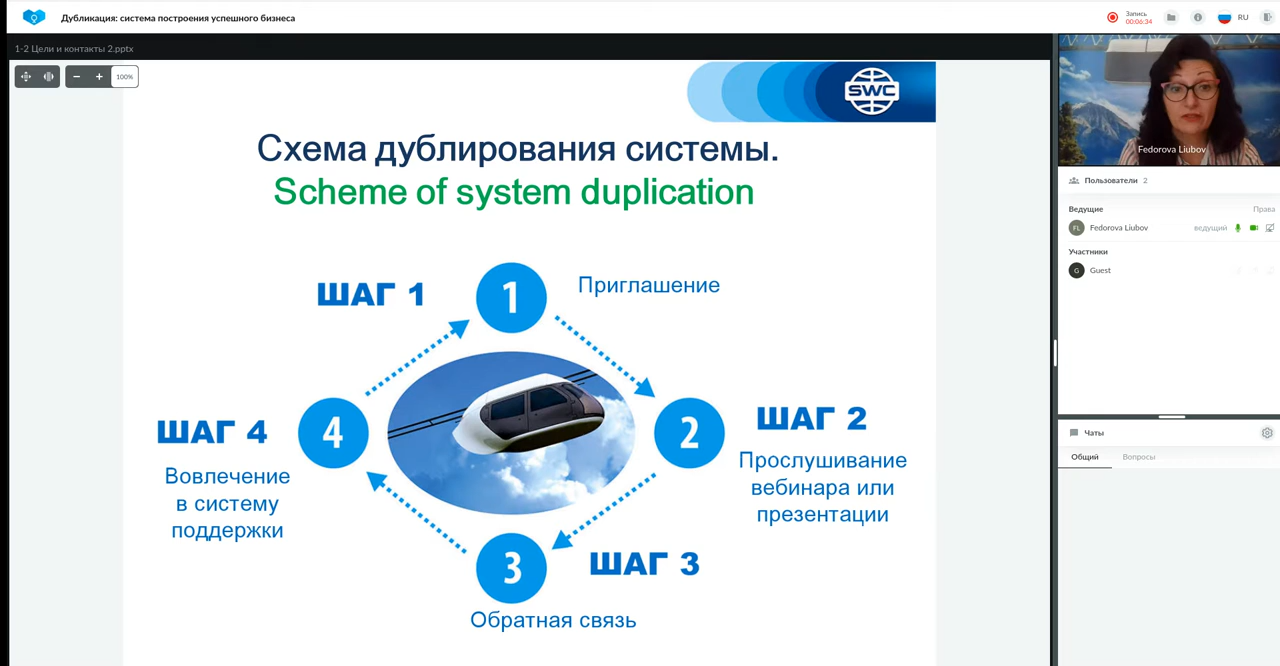 Дубликация: система построения успешного бизнеса
Запись
00:06:34
RU
1-2 Цели и контакты 2.pptx
100%
SWC
Схема дублирования системы.
Scheme of system duplication
ШАГ 1
1
Приглашение
ШАГ 4
4
2
ШАГ 2
Вовлечение
в систему
поддержки
Прослушивание
вебинара или
презентации
3
ШАГ 3
Обратная связь
Fedorova Liubov
Пользователи 2
Ведущие Права
FL Fedorova Liubov ведущий
Участники
G Guest
Чаты
Общий Вопросы